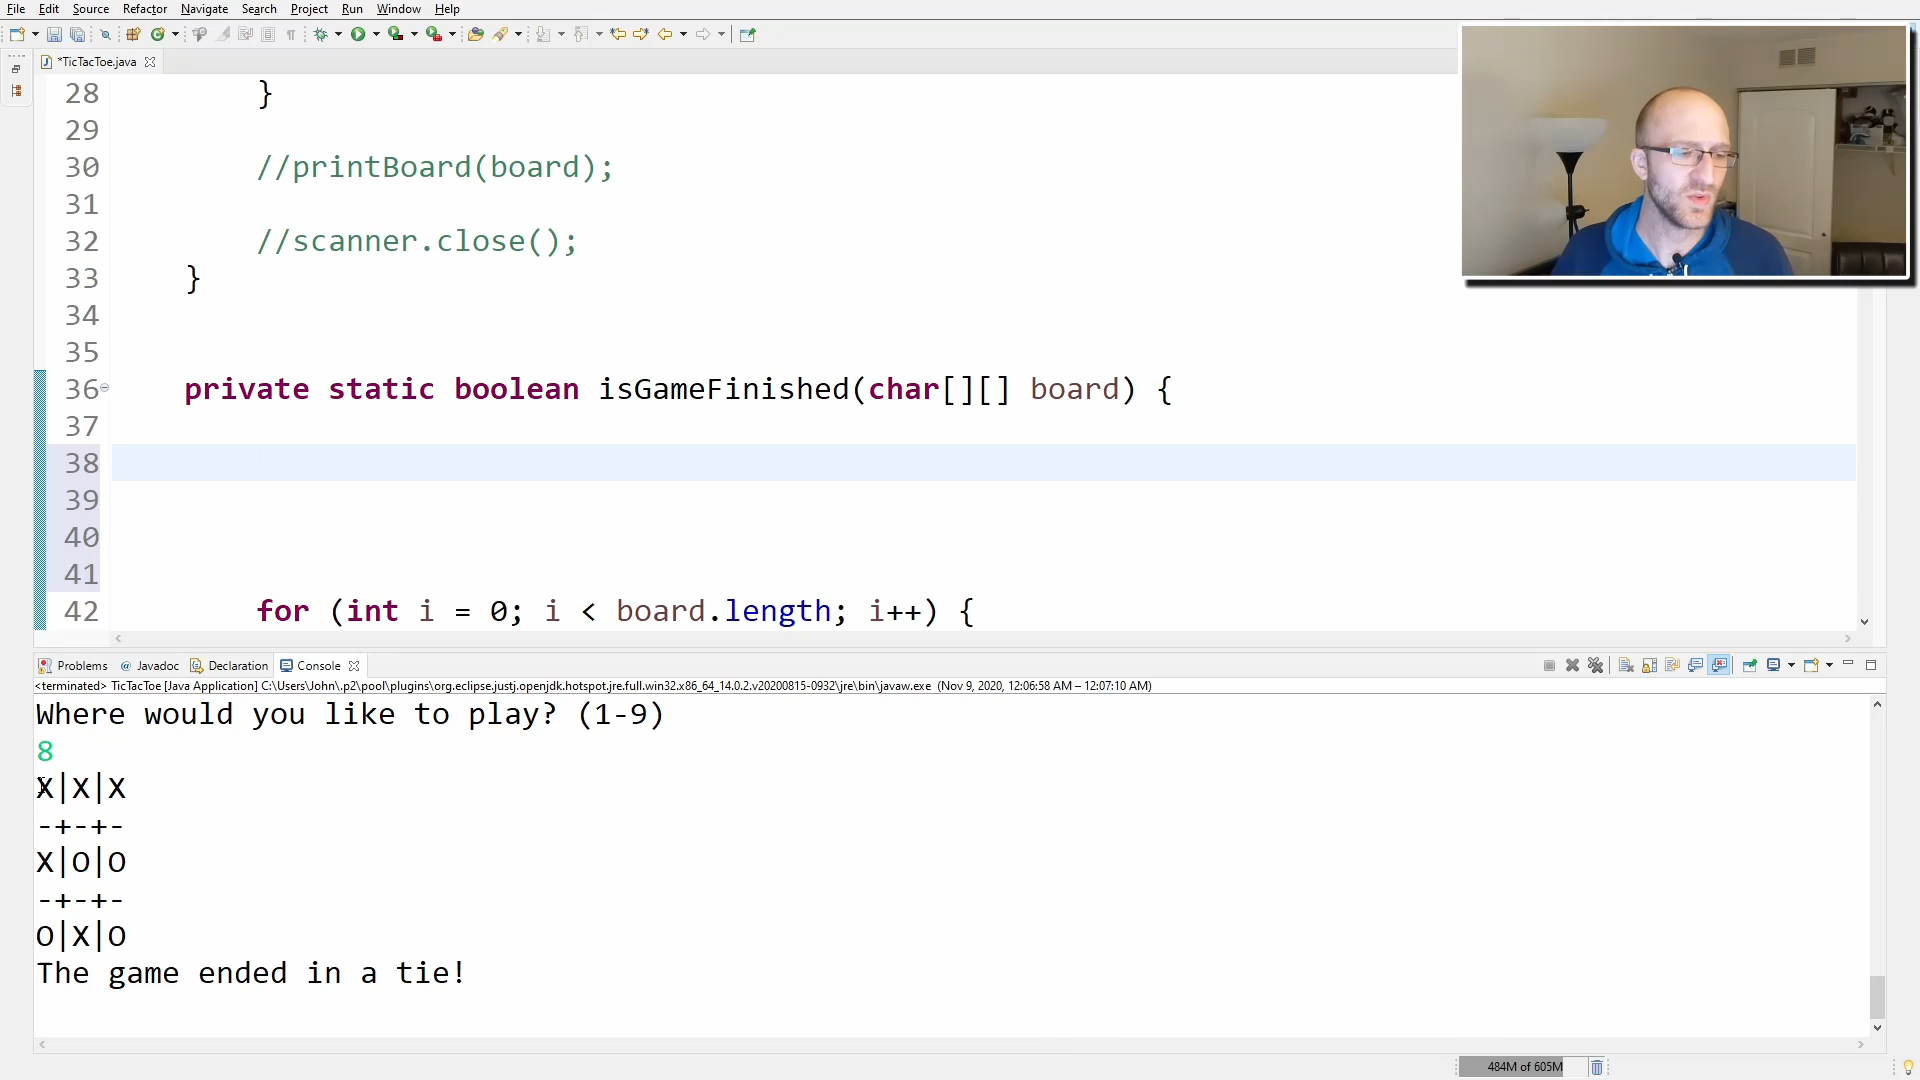 File Edit Source Refactor Navigate Search Project Run Window Help
*TicTacToe.java
28 }
29
30 //printBoard(board);
31
32 //scanner.close();
33 }
34
35
36 private static boolean isGameFinished(char[][] board) {
37
38
39
40
41
42 for (int i = 0; i < board.length; i++) {
Problems @ Javadoc Declaration Console
<terminated> TicTacToe [Java Application] C:\Users\John\.p2\pool\plugins\org.eclipse.justj.openjdk.hotspot.jre.full.win32.x86_64_14.0.2.v20200815-0932\jre\bin\javaw.exe (Nov 9, 2020, 12:06:58 AM – 12:07:10 AM)
Where would you like to play? (1-9)
8
X|X|X
-+-+-
X|O|O
-+-+-
O|X|O
The game ended in a tie!
484M of 605M